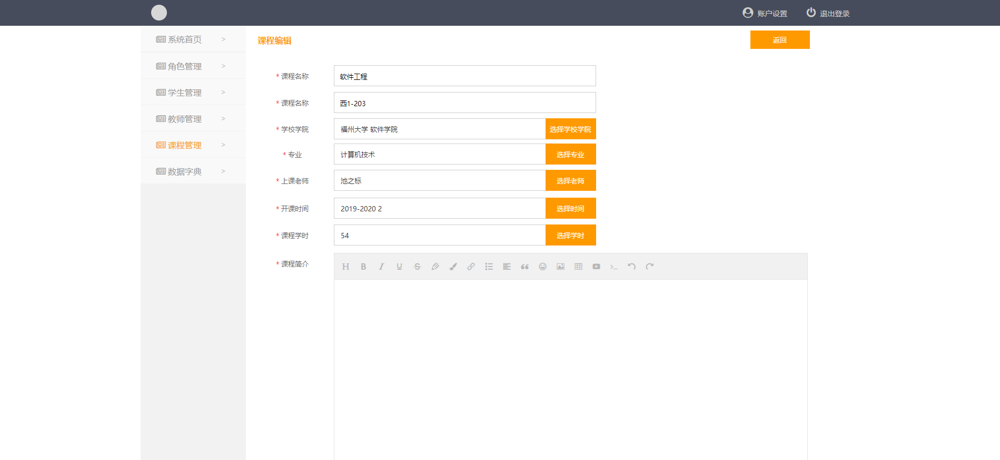 账户设置 退出登录
系统首页 >
角色管理 >
学生管理 >
教师管理 >
课程管理 >
数据字典 >
课程编辑 返回
* 课程名称 软件工程
* 课程名称 西1-203
* 学校学院 福州大学 软件学院 选择学校学院
* 专业 计算机技术 选择专业
* 上课老师 池之标 选择老师
* 开课时间 2019-2020 2 选择时间
* 课程学时 54 选择学时
* 课程简介